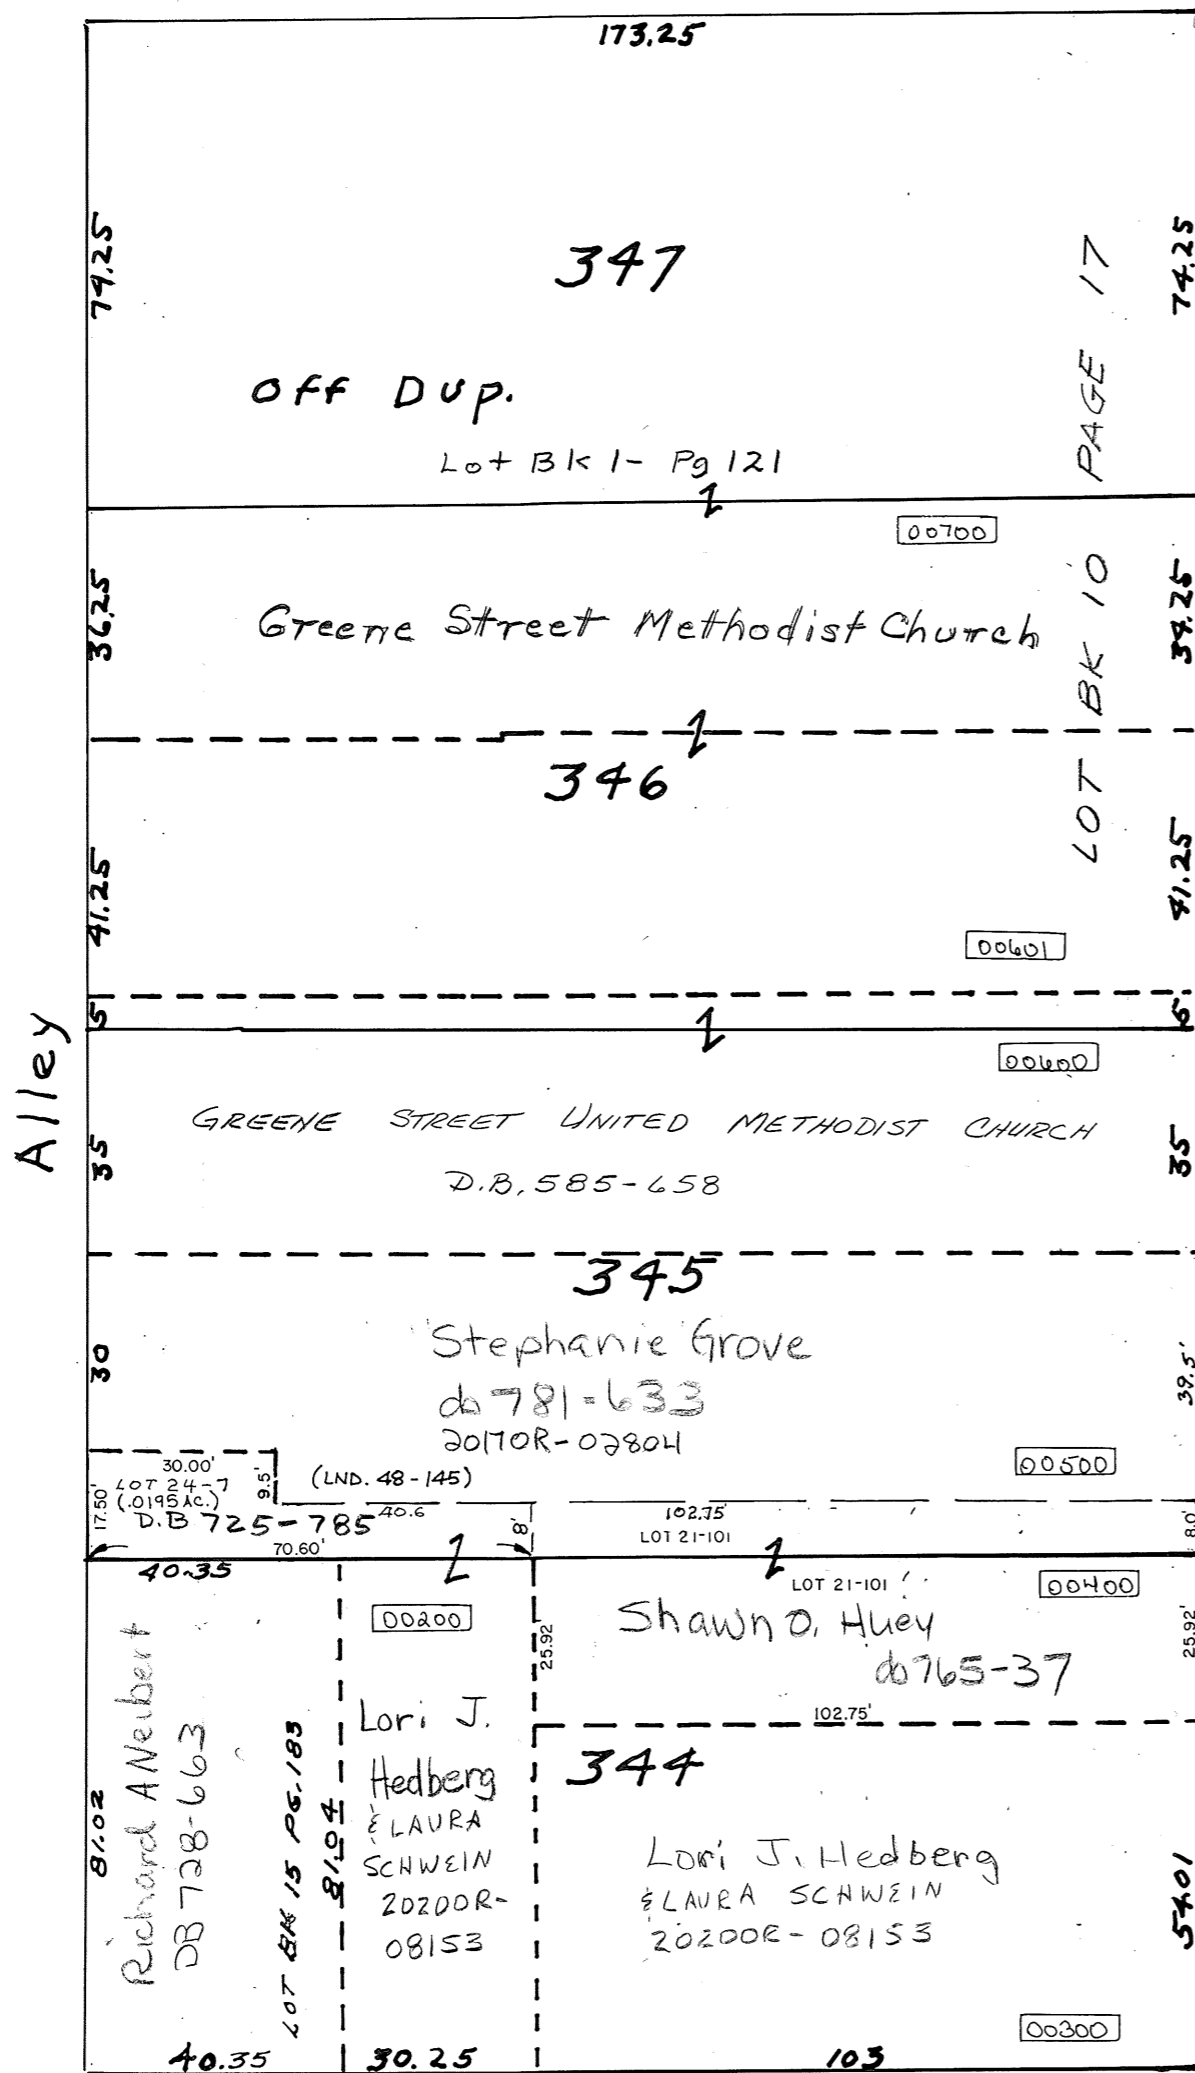 173.25
74.25
347
74.25
PAGE 17
Off Dup.
Lot Bk 1- Pg 121
00700
36.25
Greene Street Methodist Church
LOT BK 10
39.25
346
41.25
41.25
00601
5
5
Alley
00600
GREENE STREET UNITED METHODIST CHURCH
35
35
D.B. 585-658
345
Stephanie Grove
30
39.5'
db 781-633
2017OR-02804
00500
30.00'
(LND. 48-145)
9.5'
17.50'
LOT 24-7
(.0195 AC.)
D.B 725-785
40.6
102.75'
8'
LOT 21-101
8.0'
70.60'
40.35
LOT 21-101
00400
00200
Shawn O. Huey
25.92'
25.92'
db 765-37
102.75'
Richard A Neibert
DB 728-663
LOT BK 15 PG. 183
81.02
81.04
Lori J.
Hedberg
& LAURA
SCHWEIN
2020OR-
08153
344
Lori J. Hedberg
& LAURA SCHWEIN
2020OR-08153
54.01
00300
40.35
30.25
103